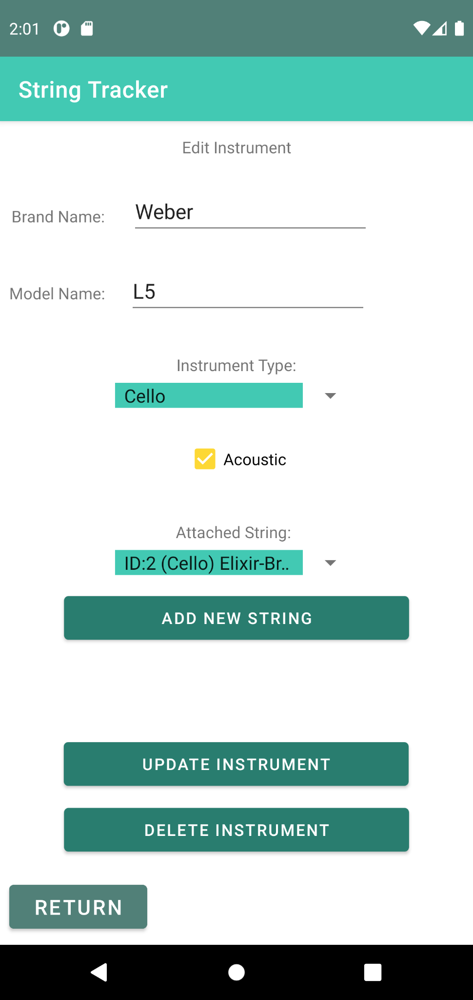 2:01
String Tracker
Edit Instrument
Brand Name: Weber
Model Name: L5
Instrument Type:
Cello
Acoustic
Attached String:
ID:2 (Cello) Elixir-Br..
ADD NEW STRING
UPDATE INSTRUMENT
DELETE INSTRUMENT
RETURN